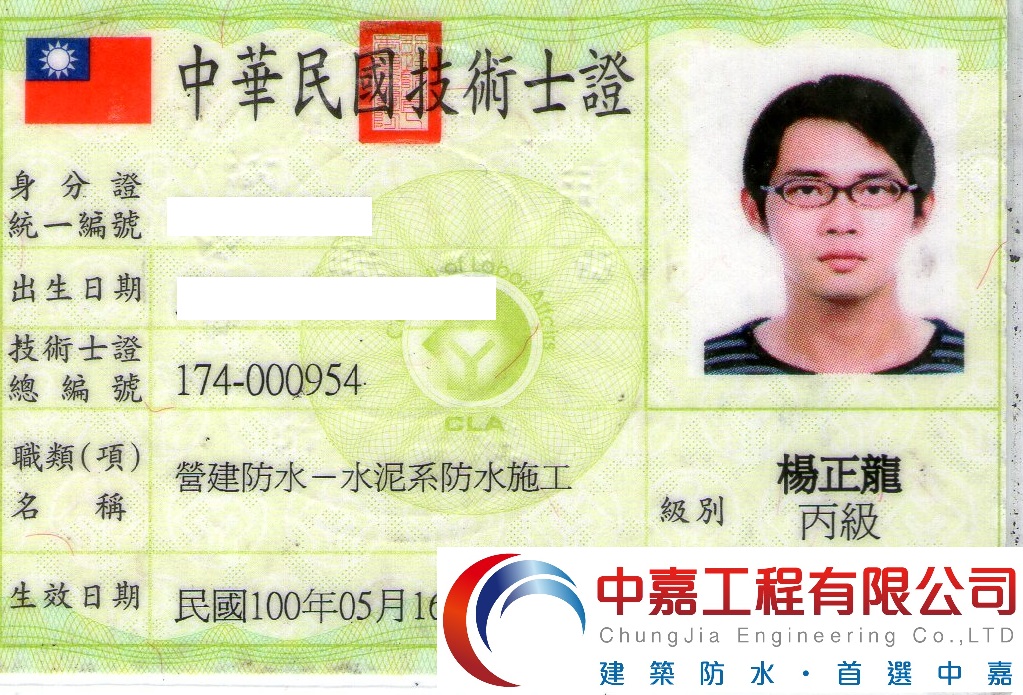 中華民國技術士證
身分證
統一編號
出生日期
技術士證
總編號
174-000954
職類(項)
名稱
營建防水－水泥系防水施工
楊正龍
級別
丙級
生效日期
民國100年05月16
CLA
中嘉工程有限公司
ChungJia Engineering Co.,LTD
建築防水·首選中嘉